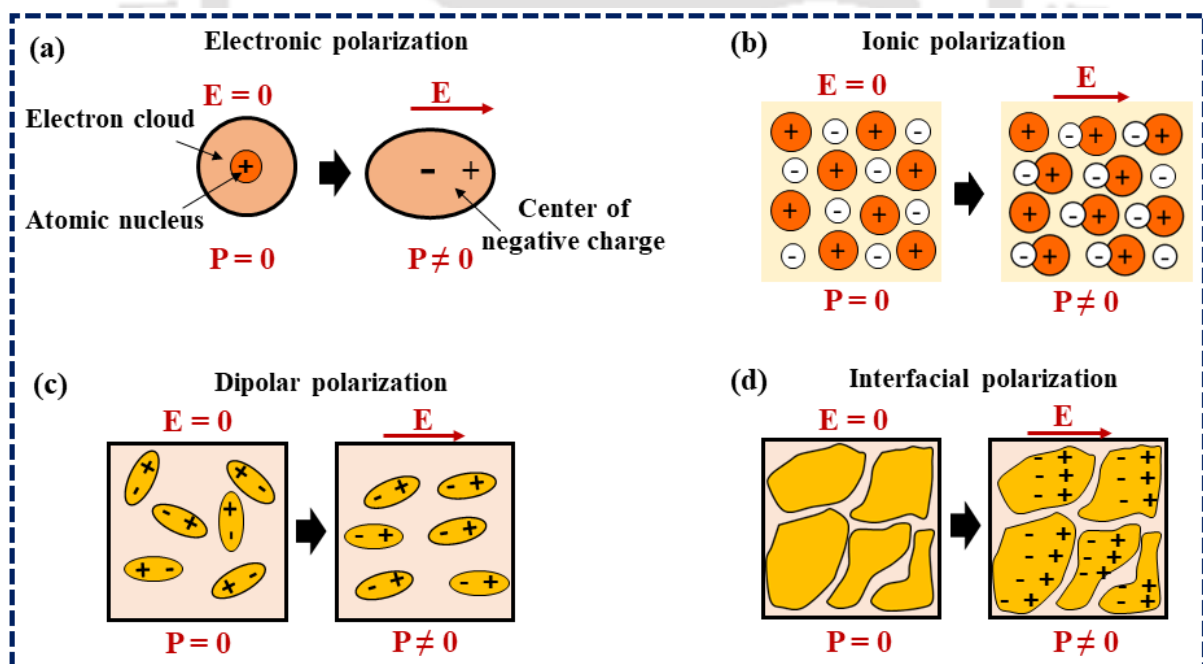 (a) Electronic polarization
E = 0
E
Electron cloud
+
- +
Atomic nucleus
Center of
negative charge
P = 0
P ≠ 0
(b) Ionic polarization
E = 0
E
+ - + -
- + - +
+ - + -
- + - +
+ - + - +
- + - + -
+ - + - +
- + - + -
P = 0
P ≠ 0
(c) Dipolar polarization
E = 0
E
+ -
+ -
- +
+ -
+ -
+ -
- +
- +
- +
- +
- +
- +
P = 0
P ≠ 0
(d) Interfacial polarization
E = 0
E
- + - +
- + - +
- + - +
- + - +
- + - +
- + - + - +
- + - +
P = 0
P ≠ 0